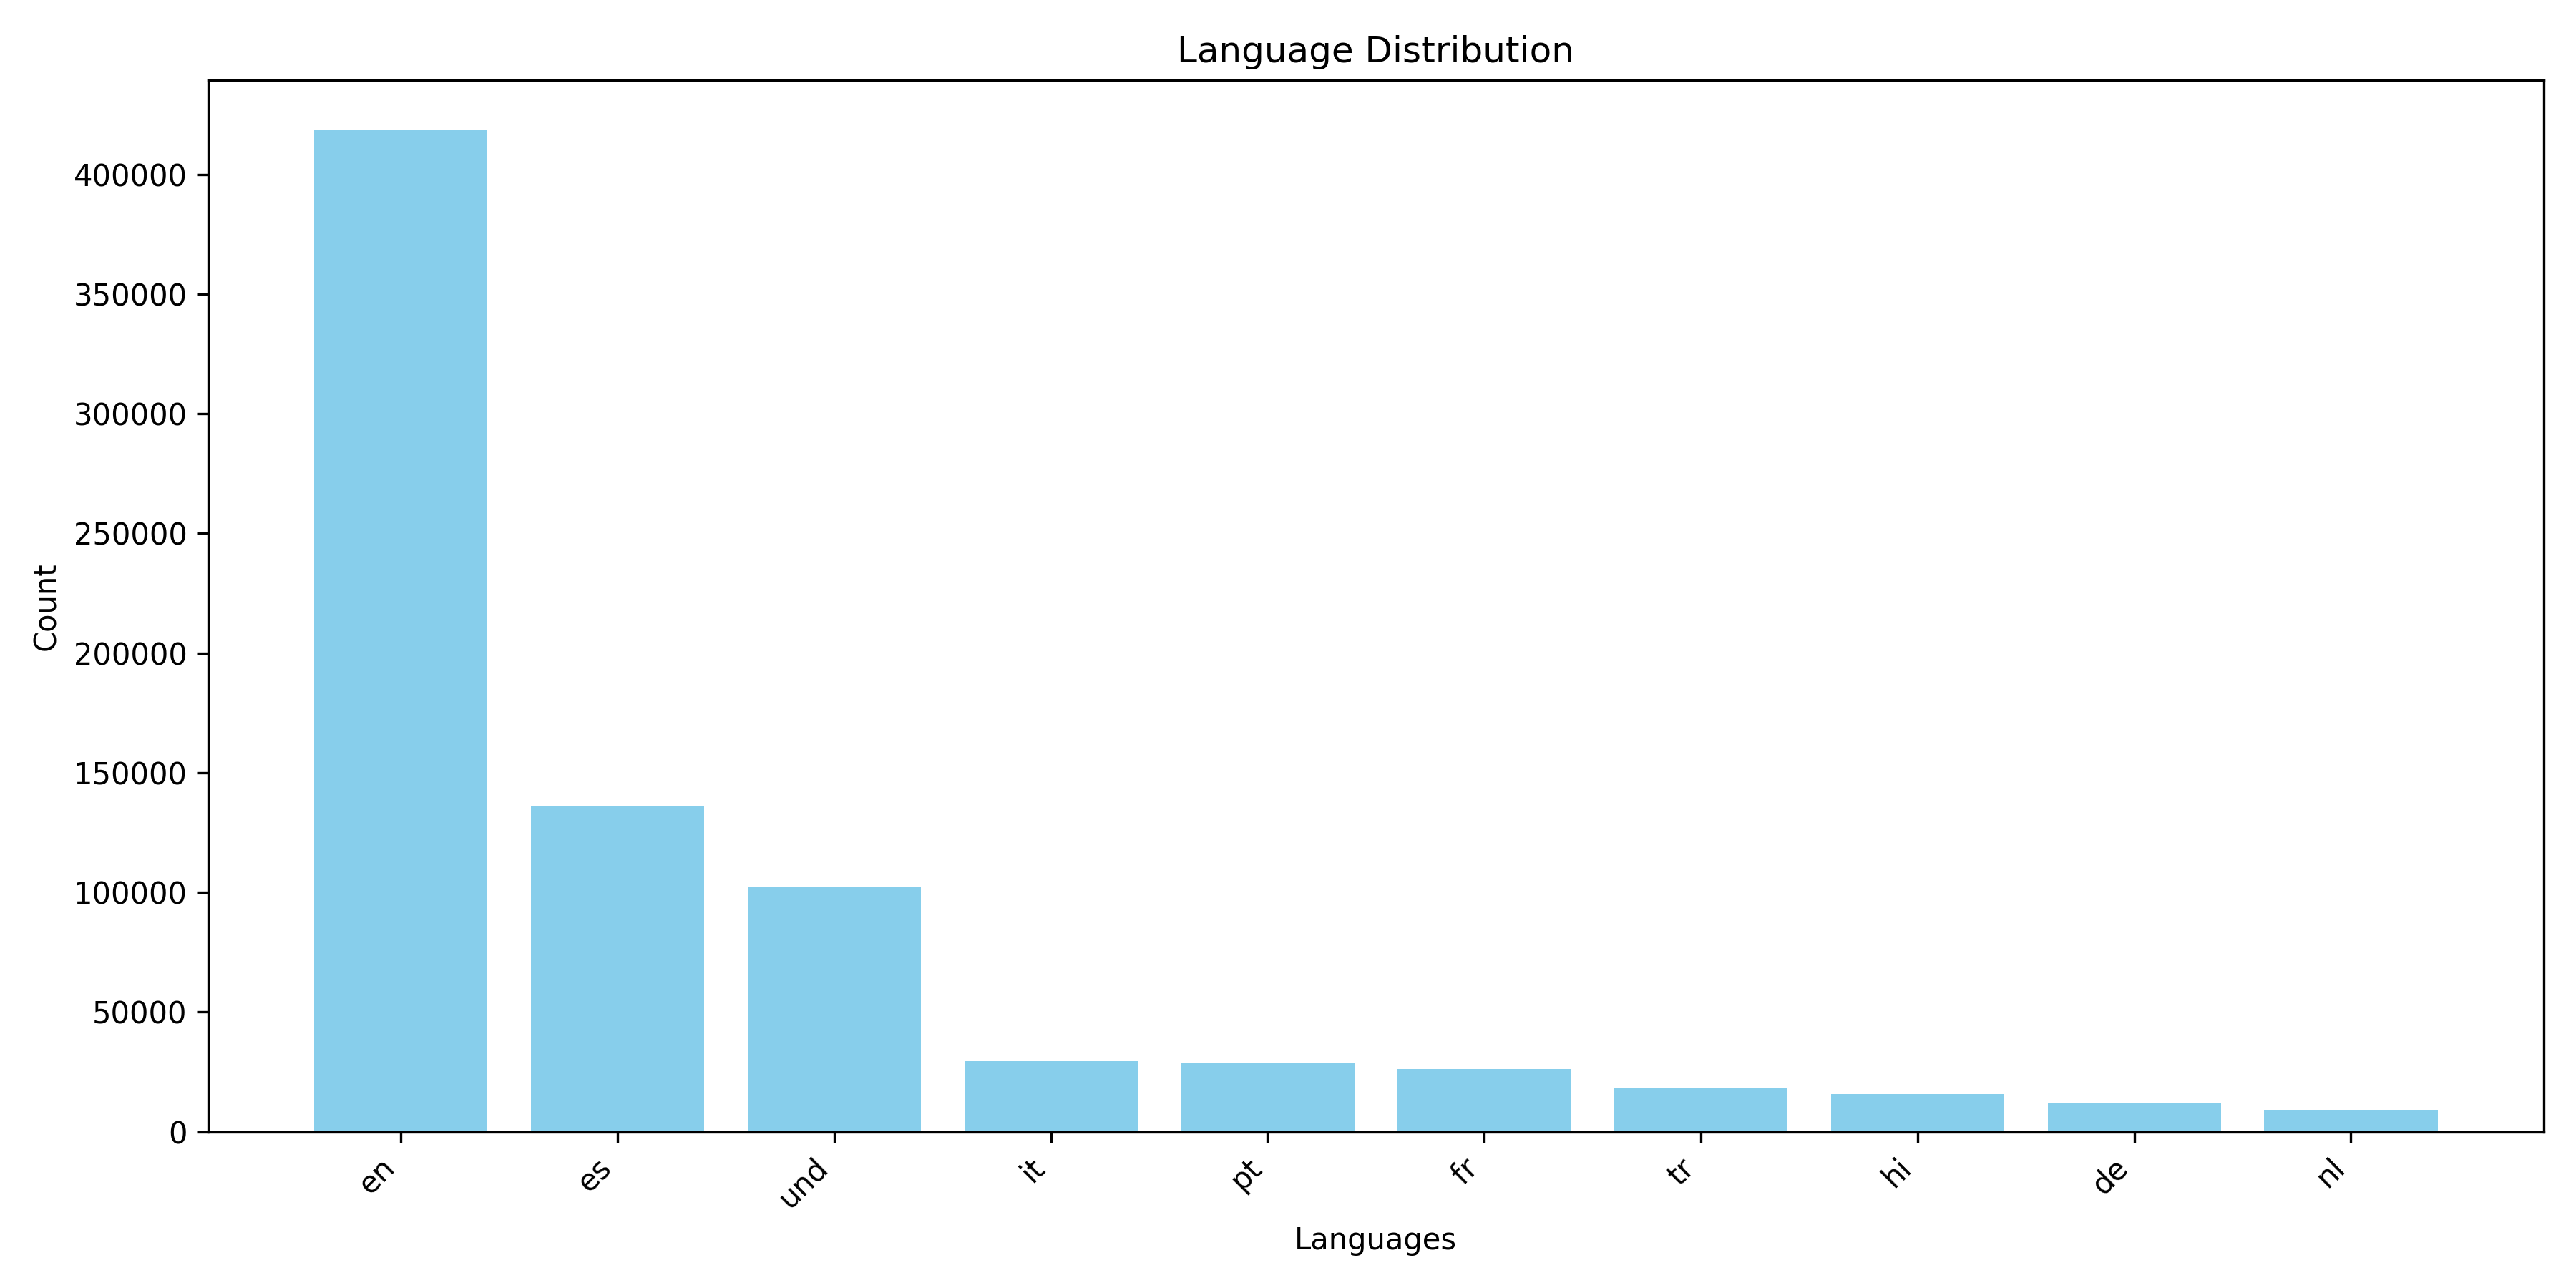 Language Distribution
400000
350000
300000
250000
200000
150000
100000
50000
0
Count
en
es
und
it
pt
fr
tr
hi
de
nl
Languages